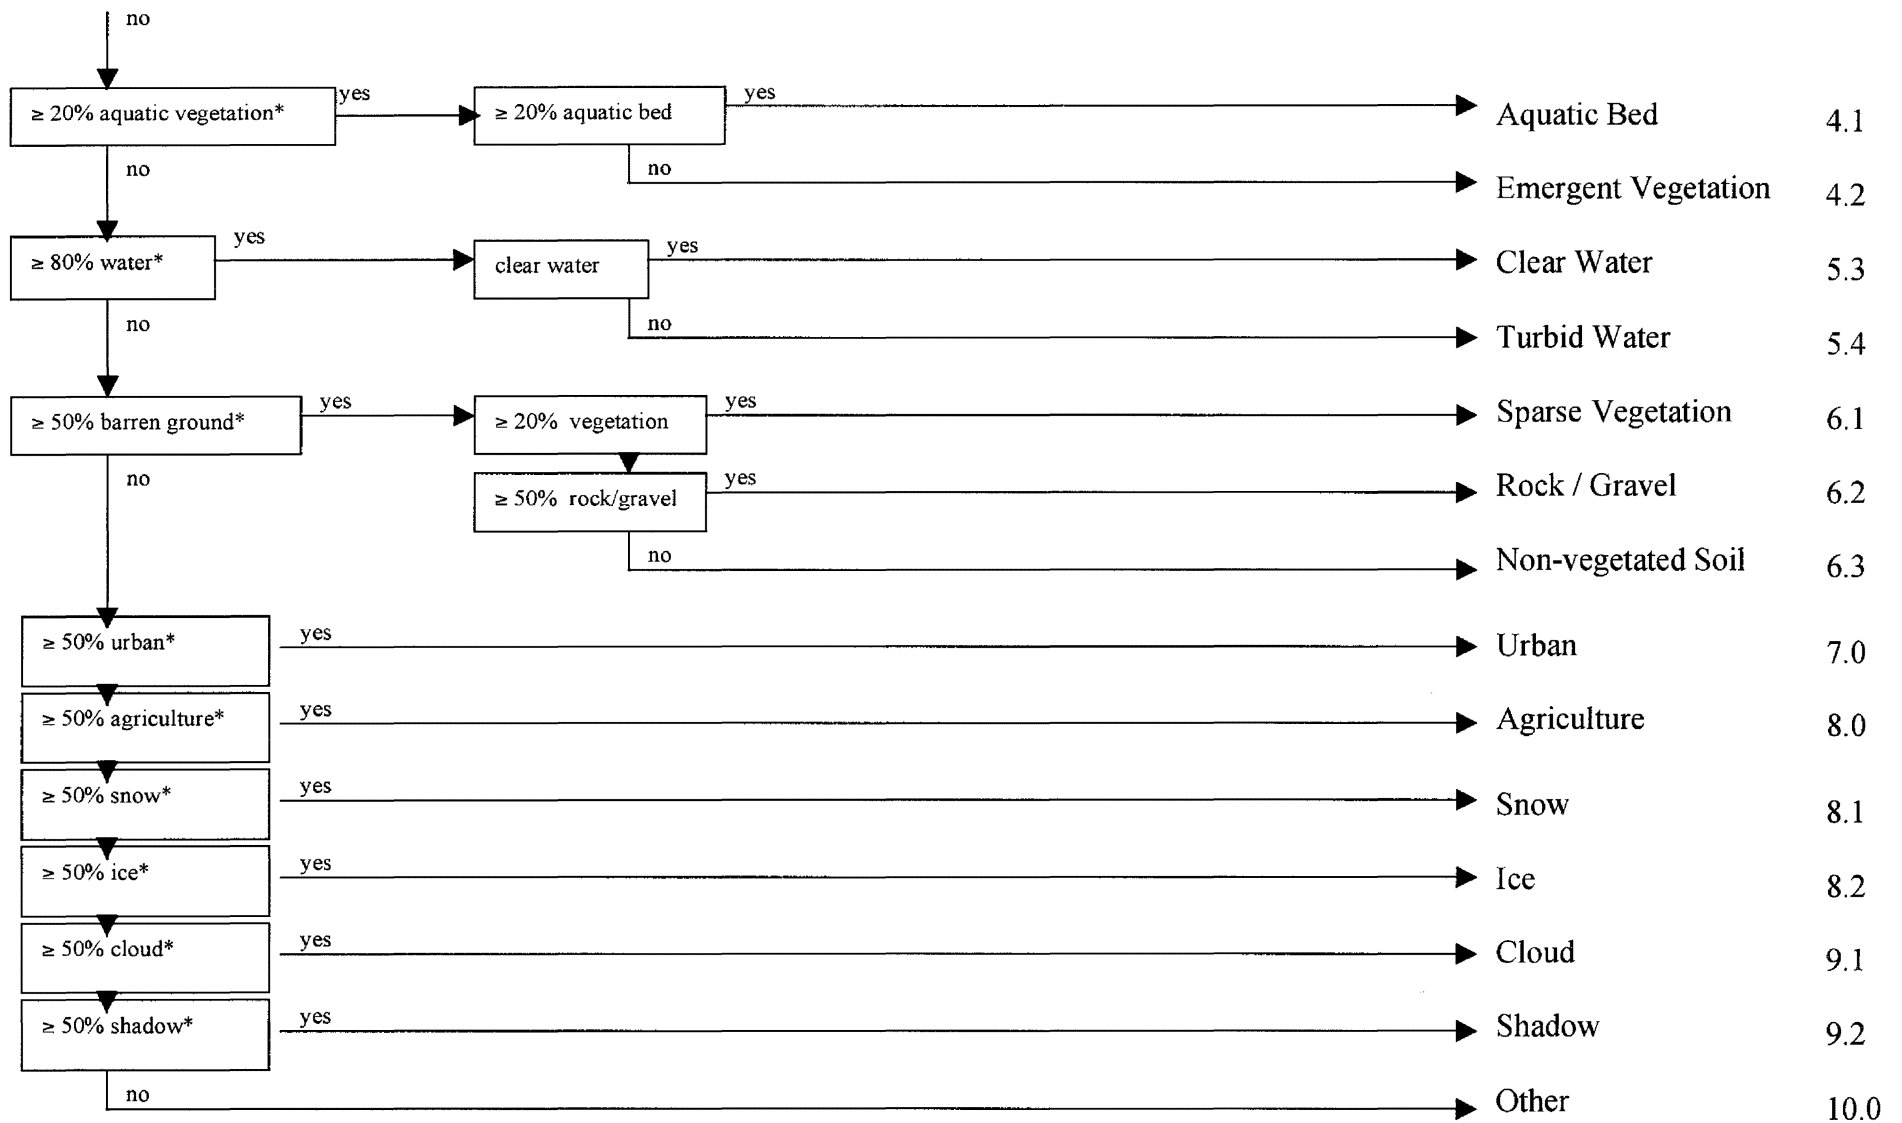 no
≥ 20% aquatic vegetation* yes ≥ 20% aquatic bed yes Aquatic Bed 4.1
no no Emergent Vegetation 4.2
≥ 80% water* yes clear water yes Clear Water 5.3
no no Turbid Water 5.4
≥ 50% barren ground* yes ≥ 20% vegetation yes Sparse Vegetation 6.1
no ≥ 50% rock/gravel yes Rock / Gravel 6.2
no Non-vegetated Soil 6.3
≥ 50% urban* yes Urban 7.0
≥ 50% agriculture* yes Agriculture 8.0
≥ 50% snow* yes Snow 8.1
≥ 50% ice* yes Ice 8.2
≥ 50% cloud* yes Cloud 9.1
≥ 50% shadow* yes Shadow 9.2
no Other 10.0